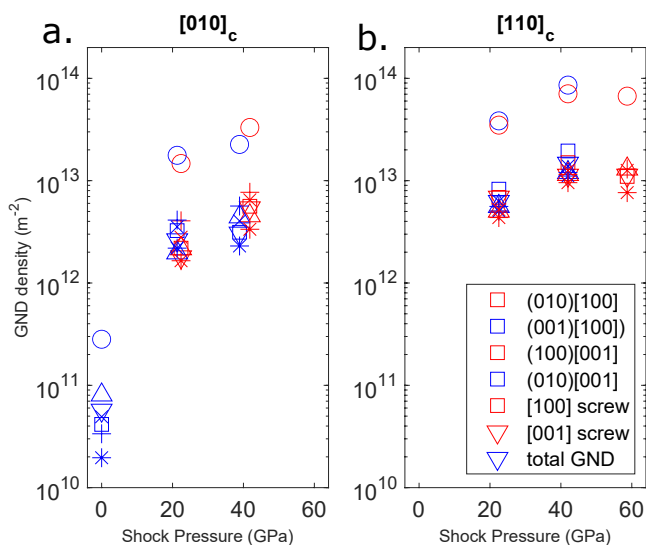 a.
[010]c
b.
[110]c
GND density (m-2)
10^14
10^13
10^12
10^11
10^10
0
20
40
60
Shock Pressure (GPa)
10^14
10^13
10^12
10^11
10^10
0
20
40
60
Shock Pressure (GPa)
(010)[100]
(001)[100])
(100)[001]
(010)[001]
[100] screw
[001] screw
total GND